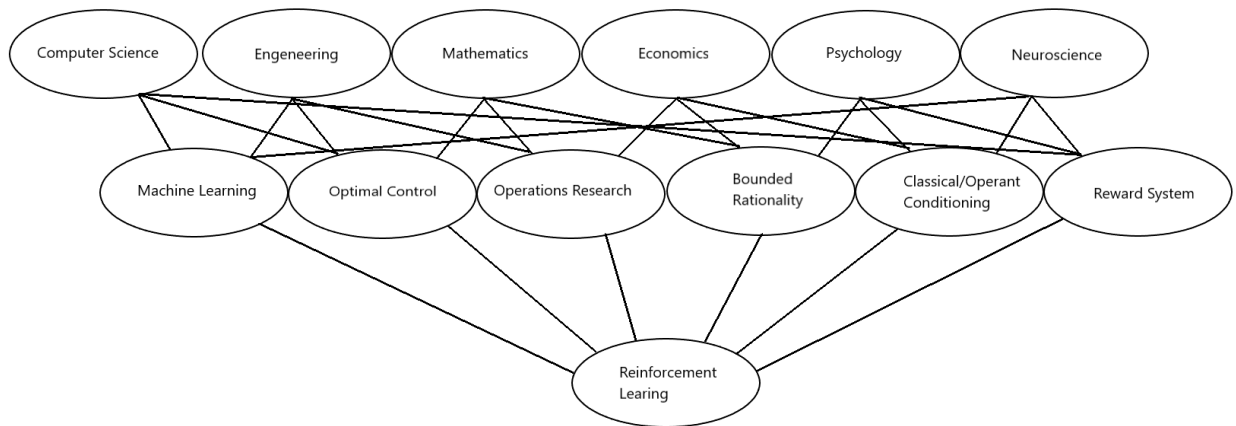 Computer Science
Engeneering
Mathematics
Economics
Psychology
Neuroscience
Machine Learning
Optimal Control
Operations Research
Bounded
Rationality
Classical/Operant
Conditioning
Reward System
Reinforcement
Learing